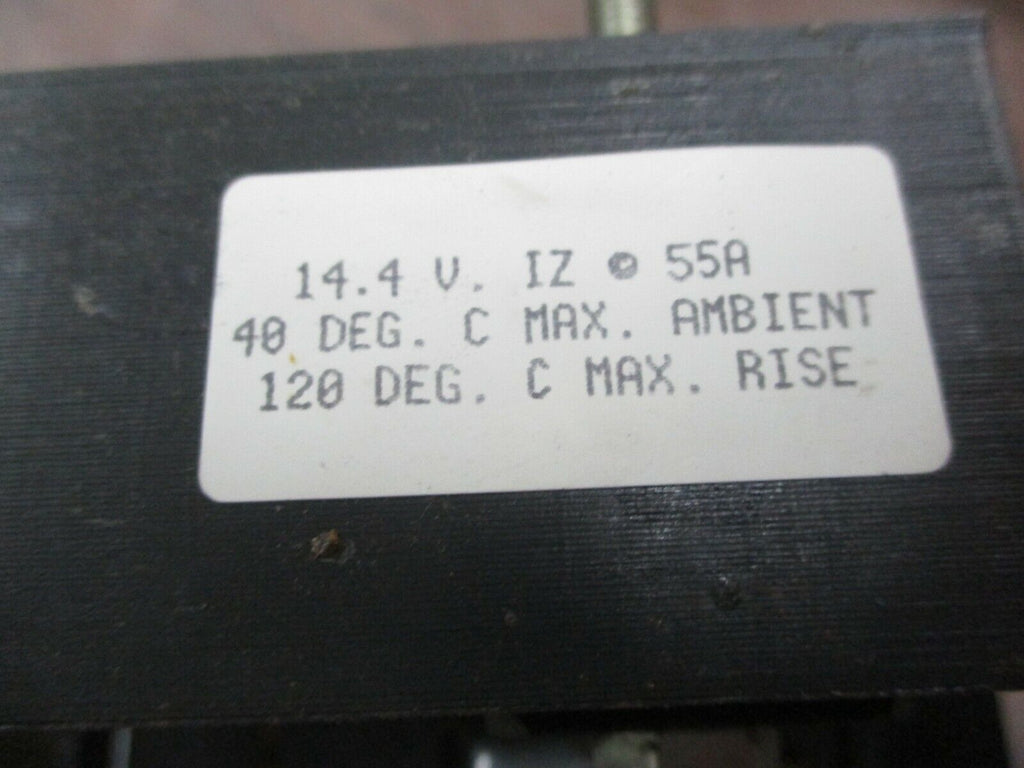 14.4 V. IZ @ 55A
40 DEG. C MAX. AMBIENT
120 DEG. C MAX. RISE